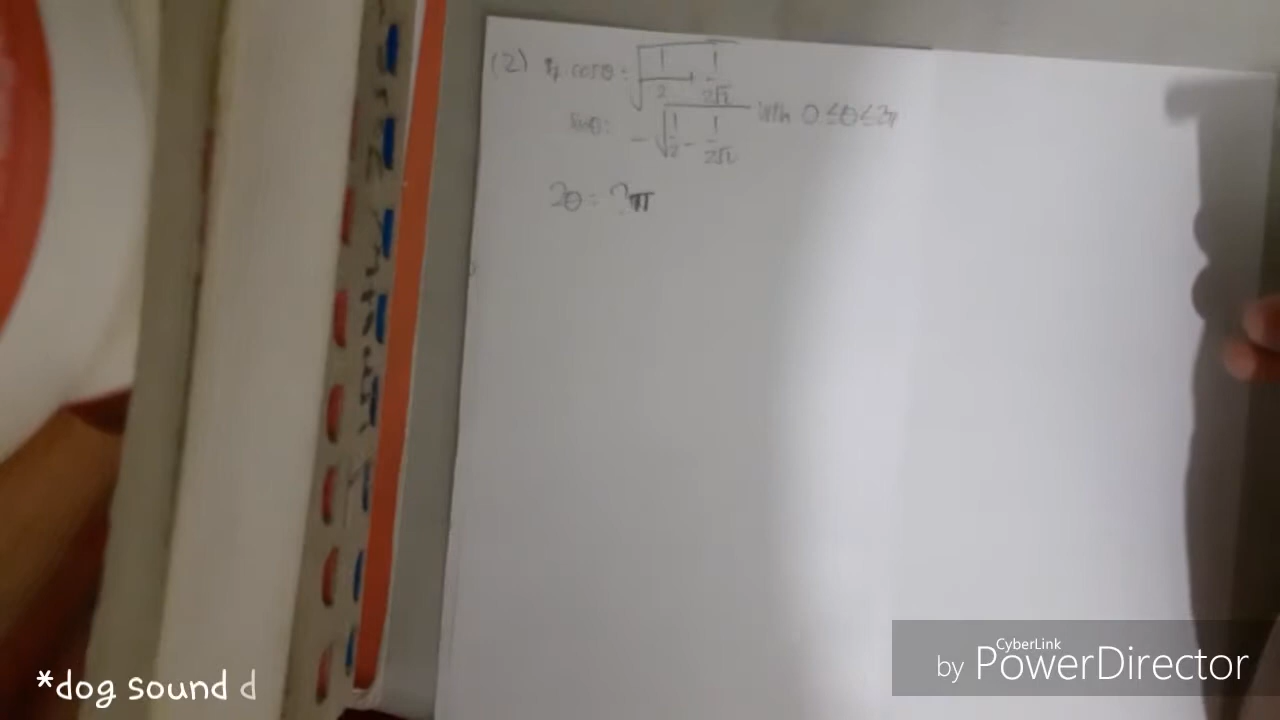 (2) If cosθ = √(1/2 + 1/2√2)
sinθ = -√(1/2 - 1/2√2) with 0 ≤ θ ≤ 2π
2θ = ?π
*dog sound d
CyberLink
by PowerDirector